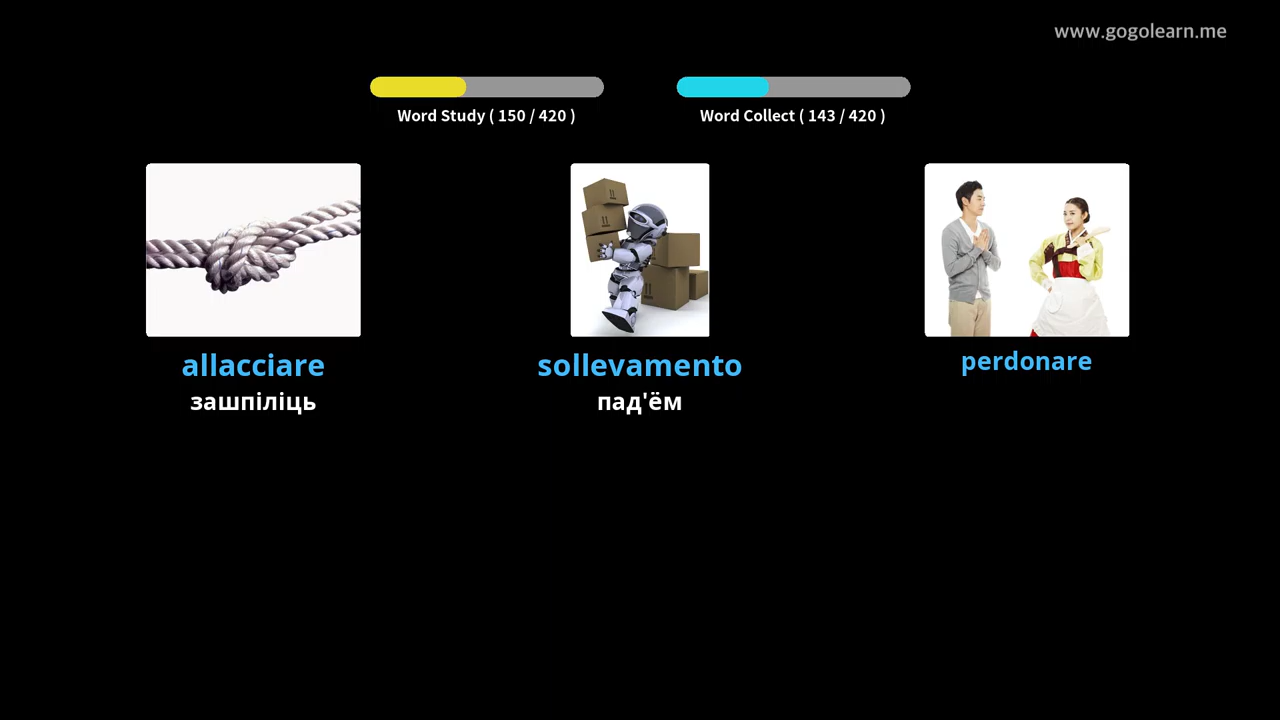 www.gogolearn.me
Word Study ( 150 / 420 )
Word Collect ( 143 / 420 )
allacciare
зашпіліць
sollevamento
пад'ём
perdonare